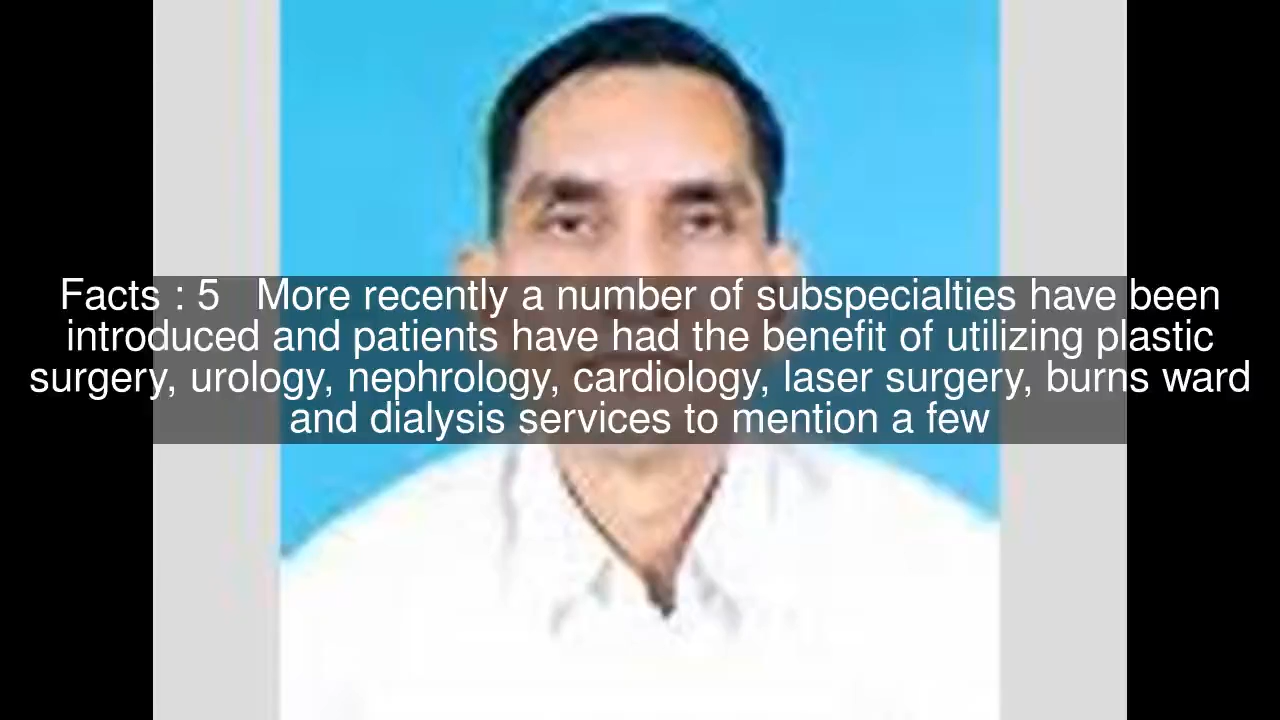 Facts : 5   More recently a number of subspecialties have been
introduced and patients have had the benefit of utilizing plastic
surgery, urology, nephrology, cardiology, laser surgery, burns ward
and dialysis services to mention a few